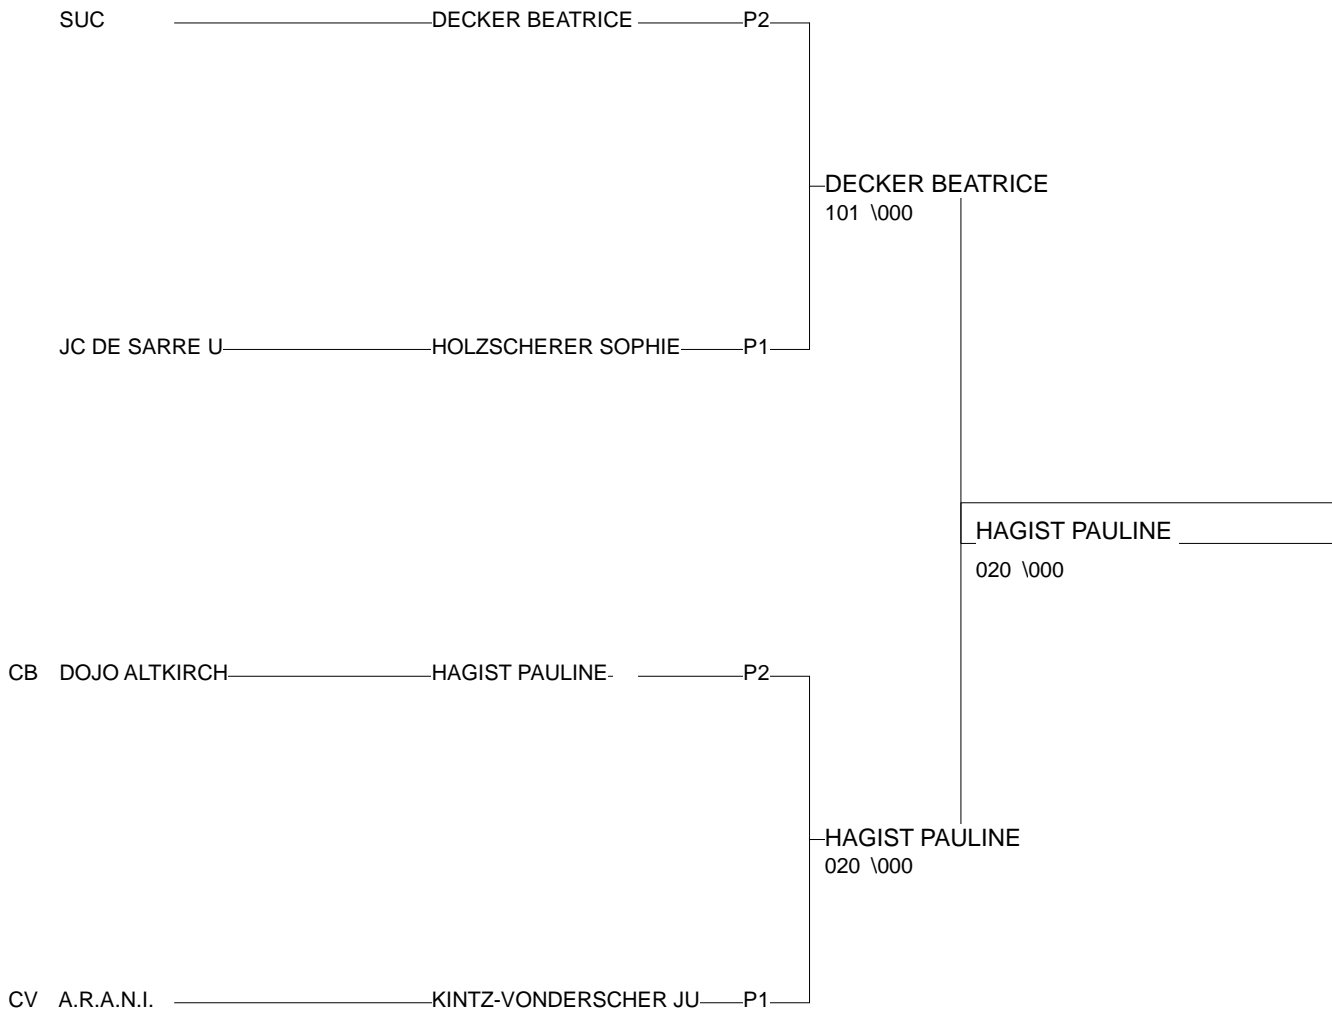 SUC DECKER BEATRICE P2
DECKER BEATRICE
101 \000
JC DE SARRE U HOLZSCHERER SOPHIE P1
HAGIST PAULINE
020 \000
CB DOJO ALTKIRCH HAGIST PAULINE P2
HAGIST PAULINE
020 \000
CV A.R.A.N.I. KINTZ-VONDERSCHER JU P1